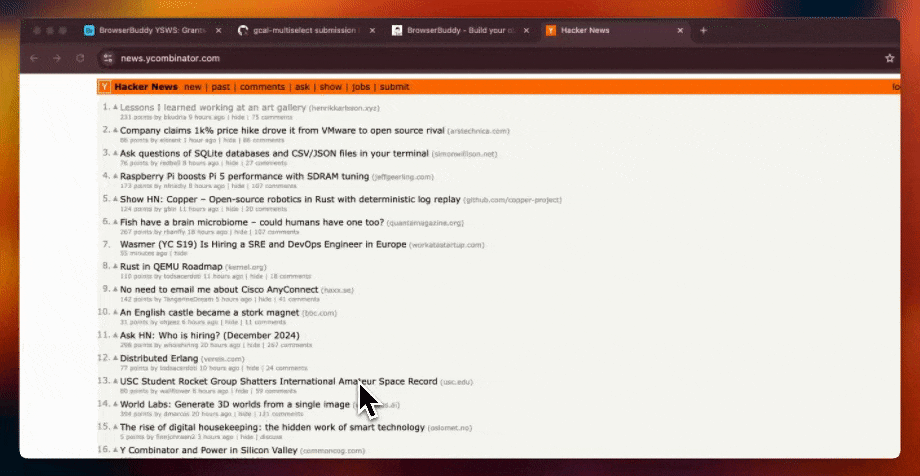 BrowserBuddy YSWS: Grant
gcal-multiselect submission
BrowserBuddy - Build your o
Hacker News
news.ycombinator.com
Y Hacker News new | past | comments | ask | show | jobs | submit lo
1. Lessons I learned working at an art gallery (henrikkarlsson.xyz)
231 points by bkudria 9 hours ago | hide | 75 comments
2. Company claims 1k% price hike drove it from VMware to open source rival (arstechnica.com)
86 points by 1 hour ago | hide | 86 comments
3. Ask questions of SQLite databases and CSV/JSON files in your terminal (simonwillison.net)
76 points by 8 hours ago | hide | 27 comments
4. Raspberry Pi boosts Pi 5 performance with SDRAM tuning (jeffgeerling.com)
173 points by 8 hours ago | hide | 107 comments
5. Show HN: Copper – Open-source robotics in Rust with deterministic log replay (github.com/copper-project)
124 points by gbin 11 hours ago | hide | 20 comments
6. Fish have a brain microbiome – could humans have one too? (quantamagazine.org)
267 points by rbanffy 18 hours ago | hide | 107 comments
7. Wasmer (YC S19) Is Hiring a SRE and DevOps Engineer in Europe (workatastartup.com)
55 minutes ago | hide
8. Rust in QEMU Roadmap (kernel.org)
110 points by todsacerdoti 11 hours ago | hide | 18 comments
9. No need to email me about Cisco AnyConnect (haxx.se)
142 points by TangerineDream 5 hours ago | hide | 41 comments
10. An English castle became a stork magnet (bbc.com)
31 points by 6 hours ago | hide | 11 comments
11. Ask HN: Who is hiring? (December 2024)
298 points by whoishiring 20 hours ago | hide | 267 comments
12. Distributed Erlang (vereis.com)
77 points by todsacerdoti 10 hours ago | hide | 24 comments
13. USC Student Rocket Group Shatters International Amateur Space Record (usc.edu)
80 points by wallflower 8 hours ago | hide | 59 comments
14. World Labs: Generate 3D worlds from a single image
394 points by dmarcos 20 hours ago | hide | 121 comments
15. The rise of digital housekeeping: the hidden work of smart technology (oslomet.no)
5 points by 3 hours ago | hide | discuss
16. Y Combinator and Power in Silicon Valley (commoncog.com)